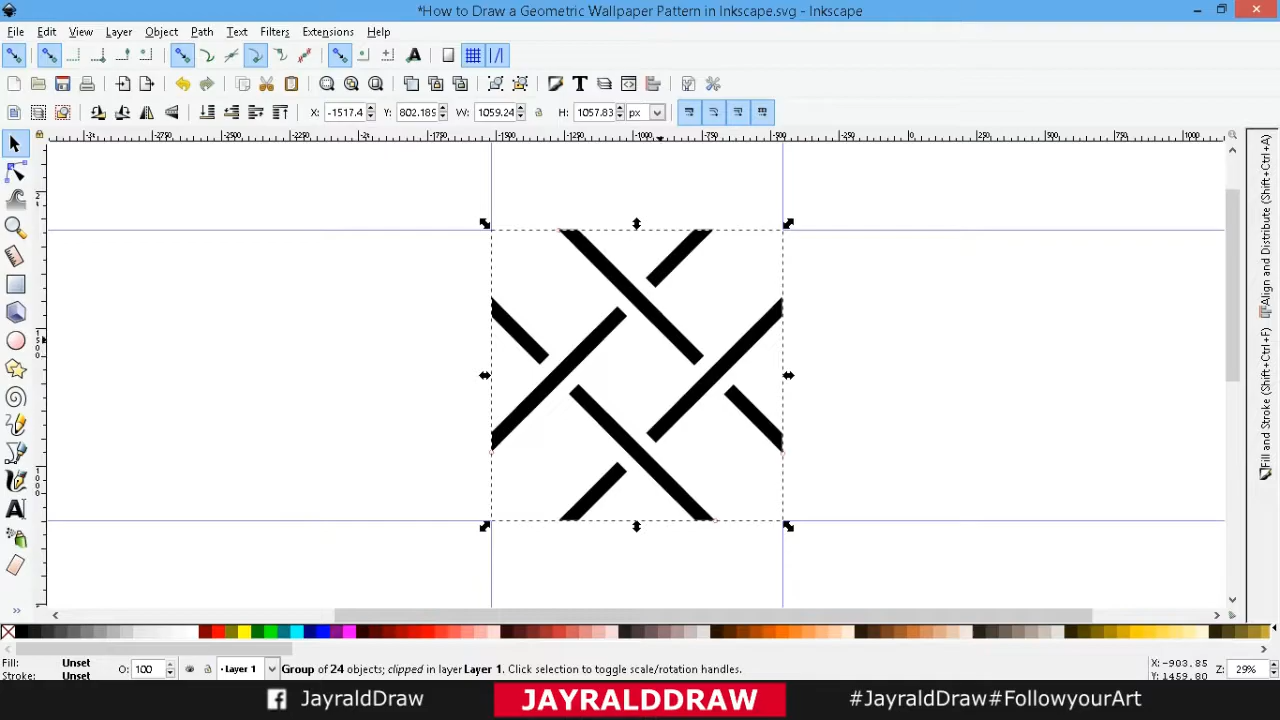 *How to Draw a Geometric Wallpaper Pattern in Inkscape.svg - Inkscape
File Edit View Layer Object Path Text Filters Extensions Help
X: -1517.4 Y: 802.189 W: 1059.24 H: 1057.83 px
Align and Distribute (Shift+Ctrl+A)
Fill and Stroke (Shift+Ctrl+F)
Fill: Unset
Stroke: Unset
O: 100
Layer 1
Group of 24 objects; clipped in layer Layer 1. Click selection to toggle scale/rotation handles.
X: -903.85
Y: 1459.80
Z: 29%
JayraldDraw
JAYRALDDRAW
#JayraldDraw#FollowyourArt